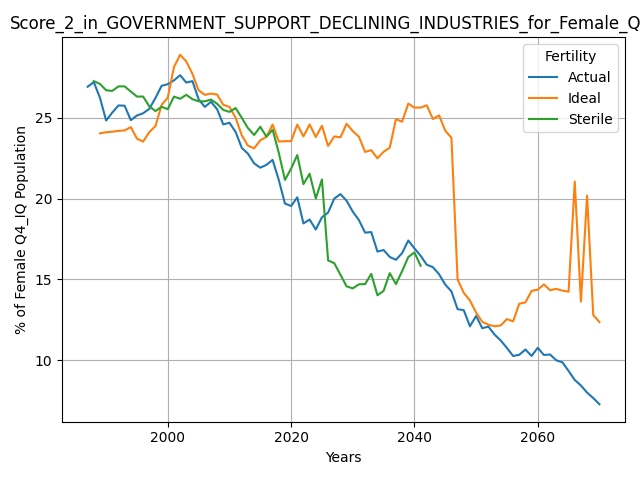 Score_2_in_GOVERNMENT_SUPPORT_DECLINING_INDUSTRIES_for_Female_Q
Fertility
Actual
Ideal
Sterile
% of Female Q4_IQ Population
25
20
15
10
2000 2020 2040 2060
Years